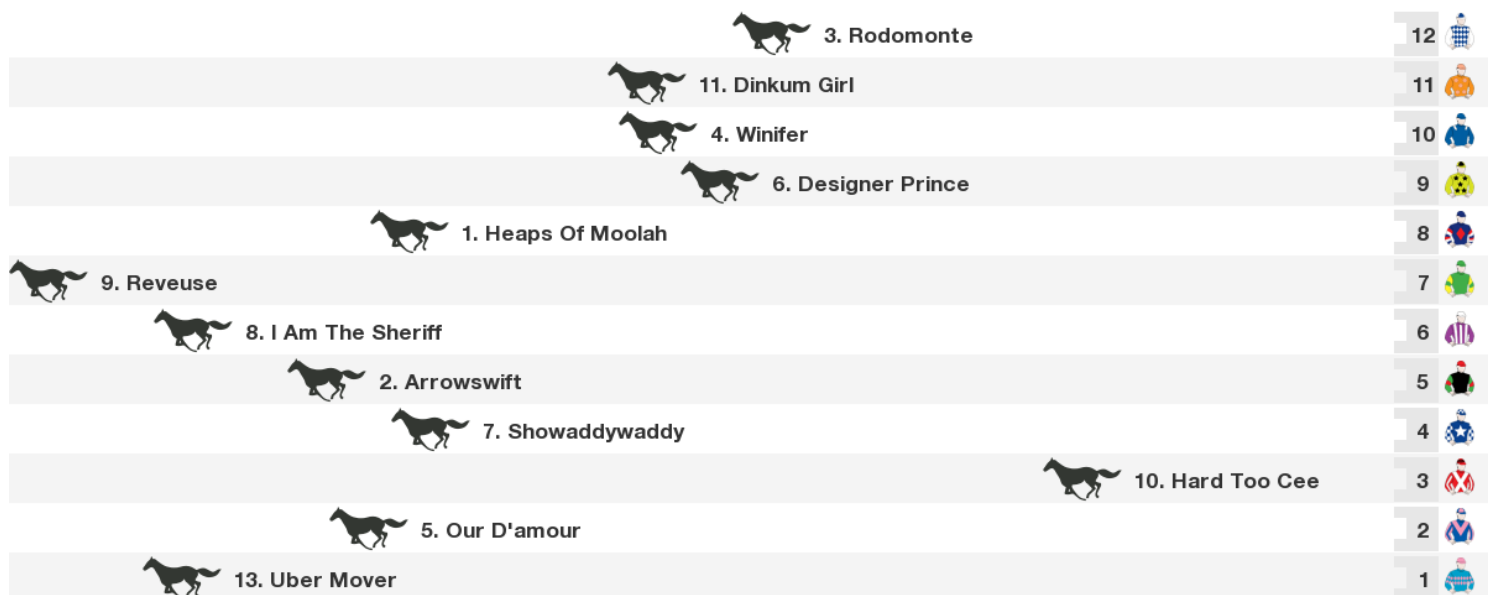 3. Rodomonte 12
11. Dinkum Girl 11
4. Winifer 10
6. Designer Prince 9
1. Heaps Of Moolah 8
9. Reveuse 7
8. I Am The Sheriff 6
2. Arrowswift 5
7. Showaddywaddy 4
10. Hard Too Cee 3
5. Our D'amour 2
13. Uber Mover 1